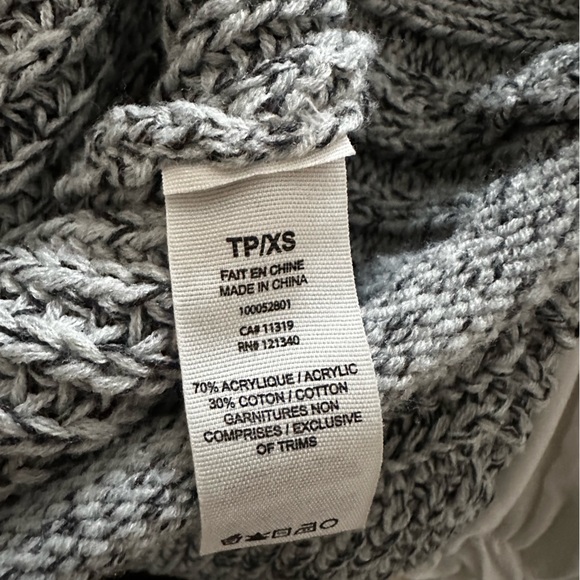 TP/XS
FAIT EN CHINE
MADE IN CHINA
100052801
CA# 11319
RN# 121340
70% ACRYLIQUE / ACRYLIC
30% COTON / COTTON
GARNITURES NON
COMPRISES / EXCLUSIVE
OF TRIMS